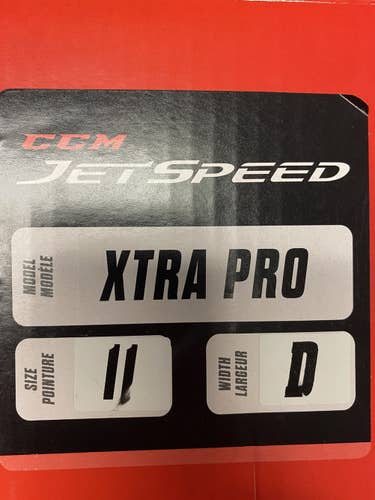 CCM
JETSPEED
MODEL
MODÈLE
XTRA PRO
SIZE
POINTURE
11
WIDTH
LARGEUR
D